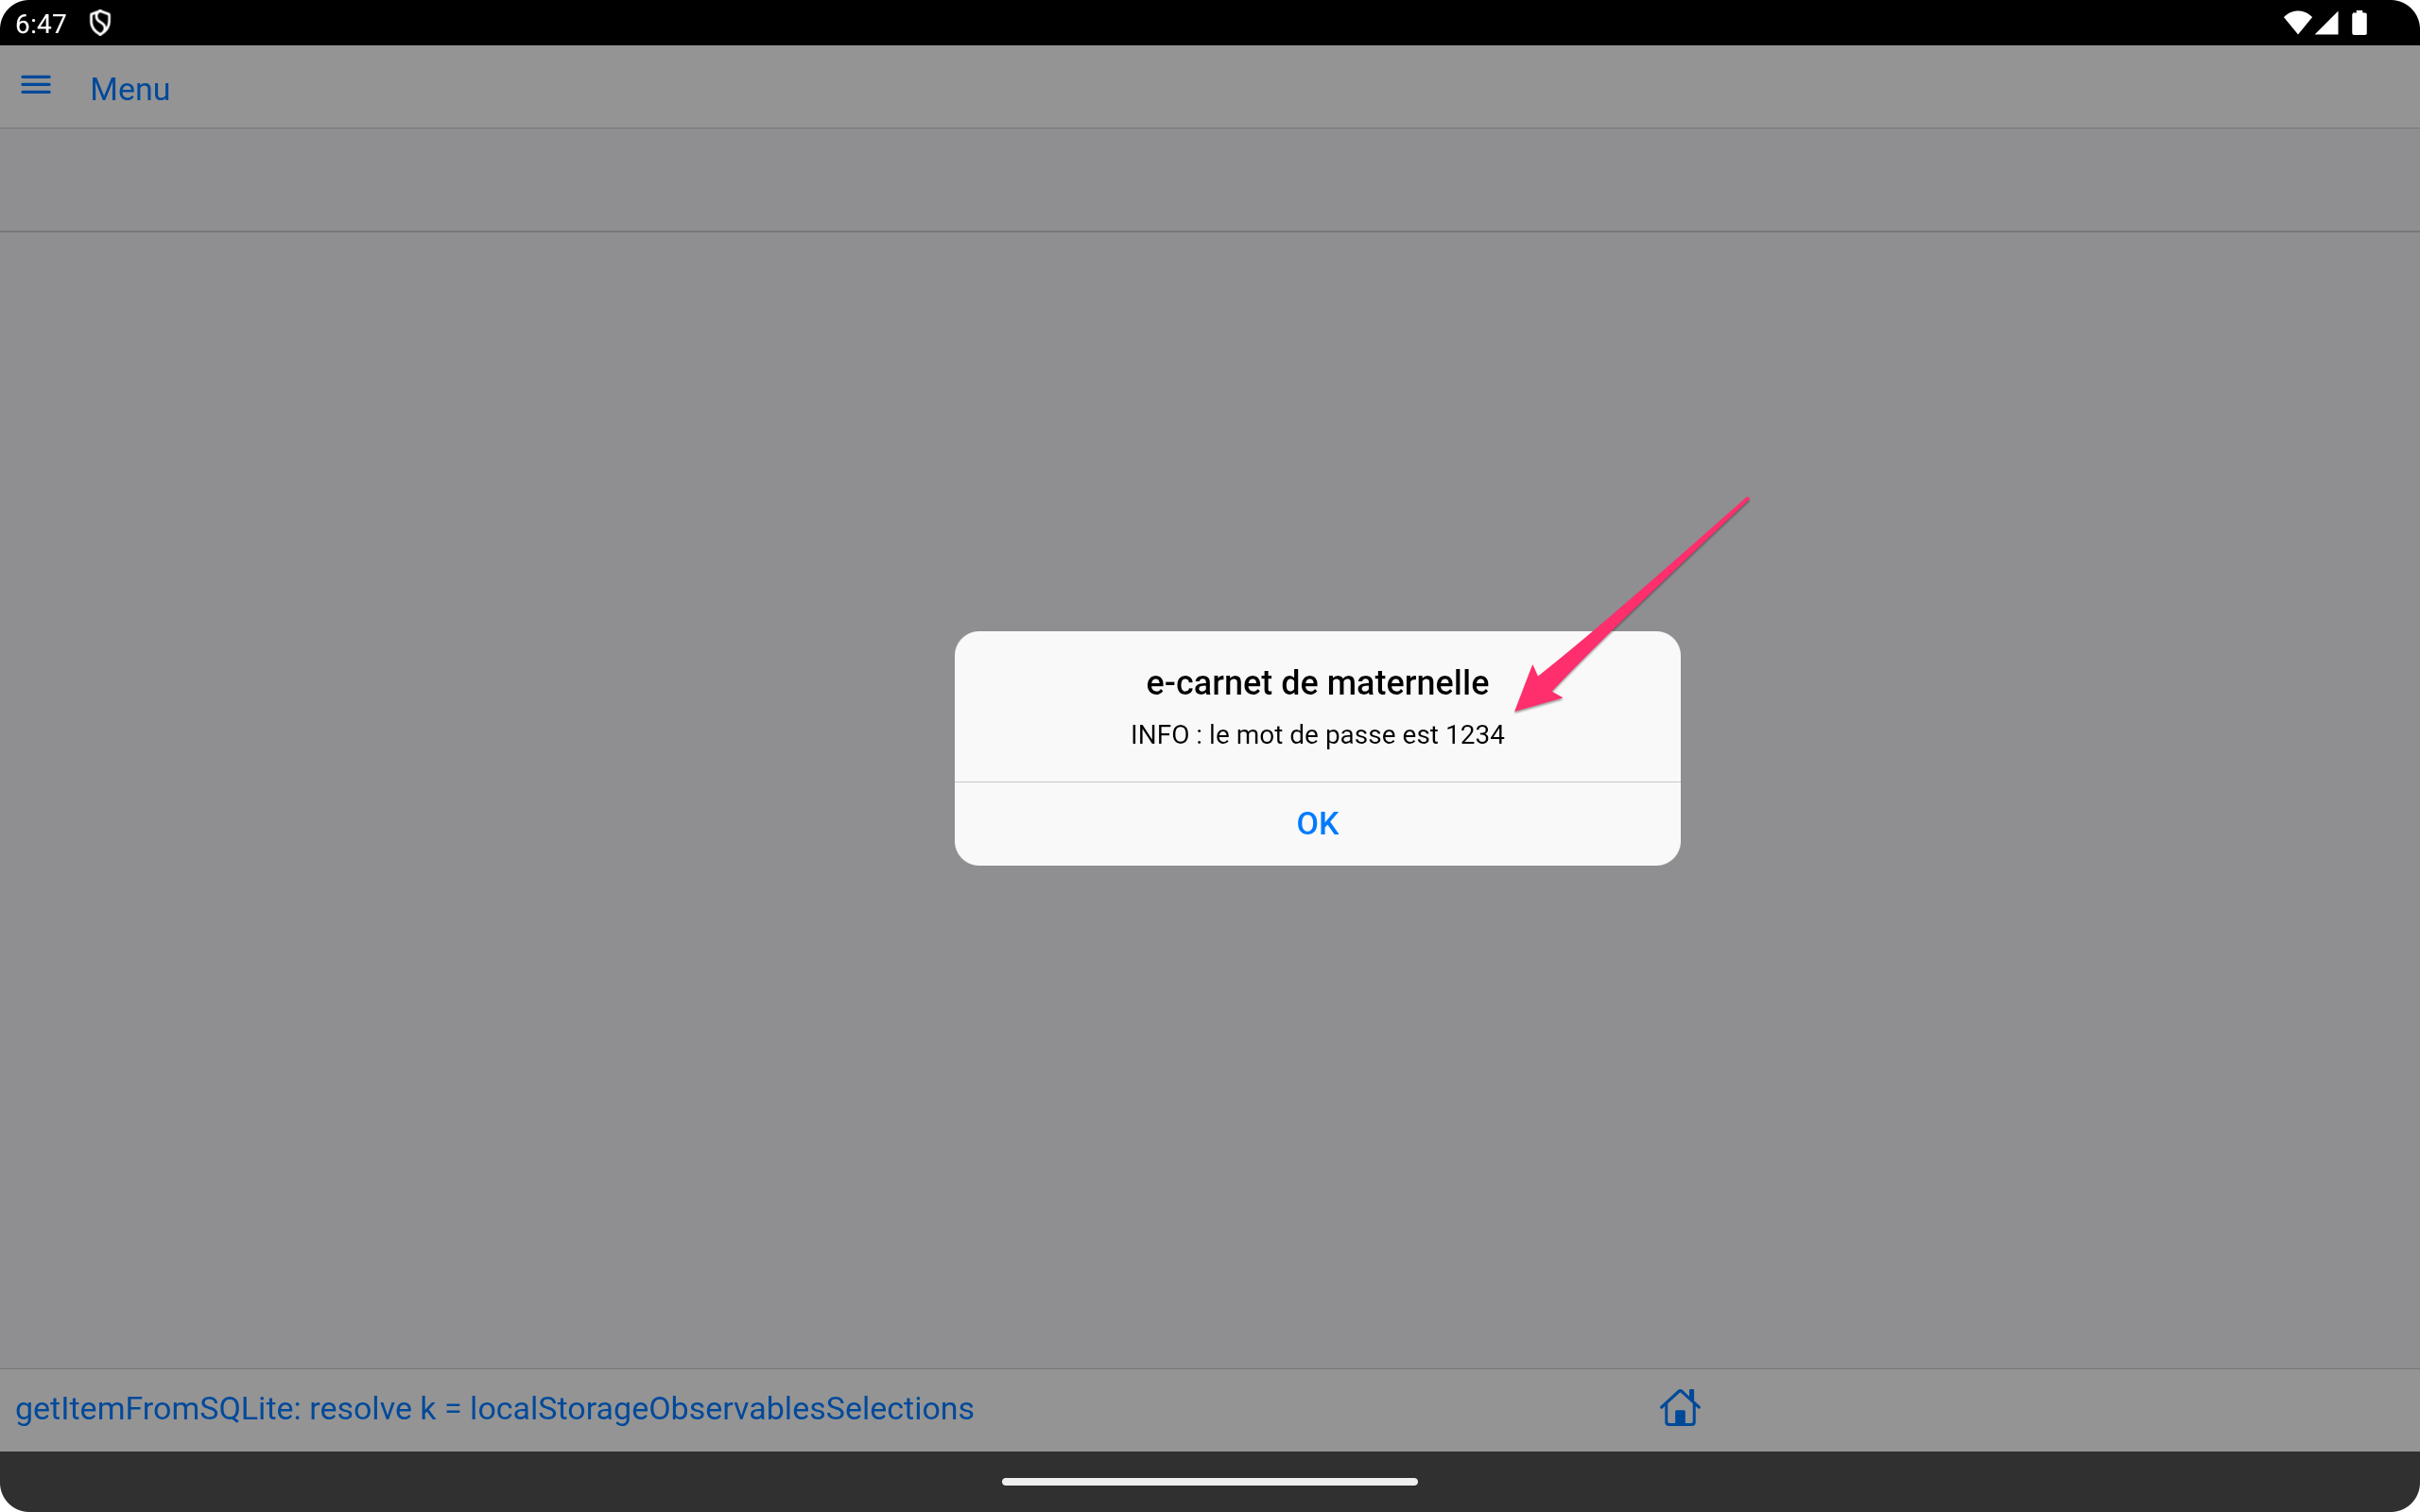 6:47
Menu
e-carnet de maternelle
INFO : le mot de passe est 1234
OK
getItemFromSQLite: resolve k = localStorageObservablesSelections